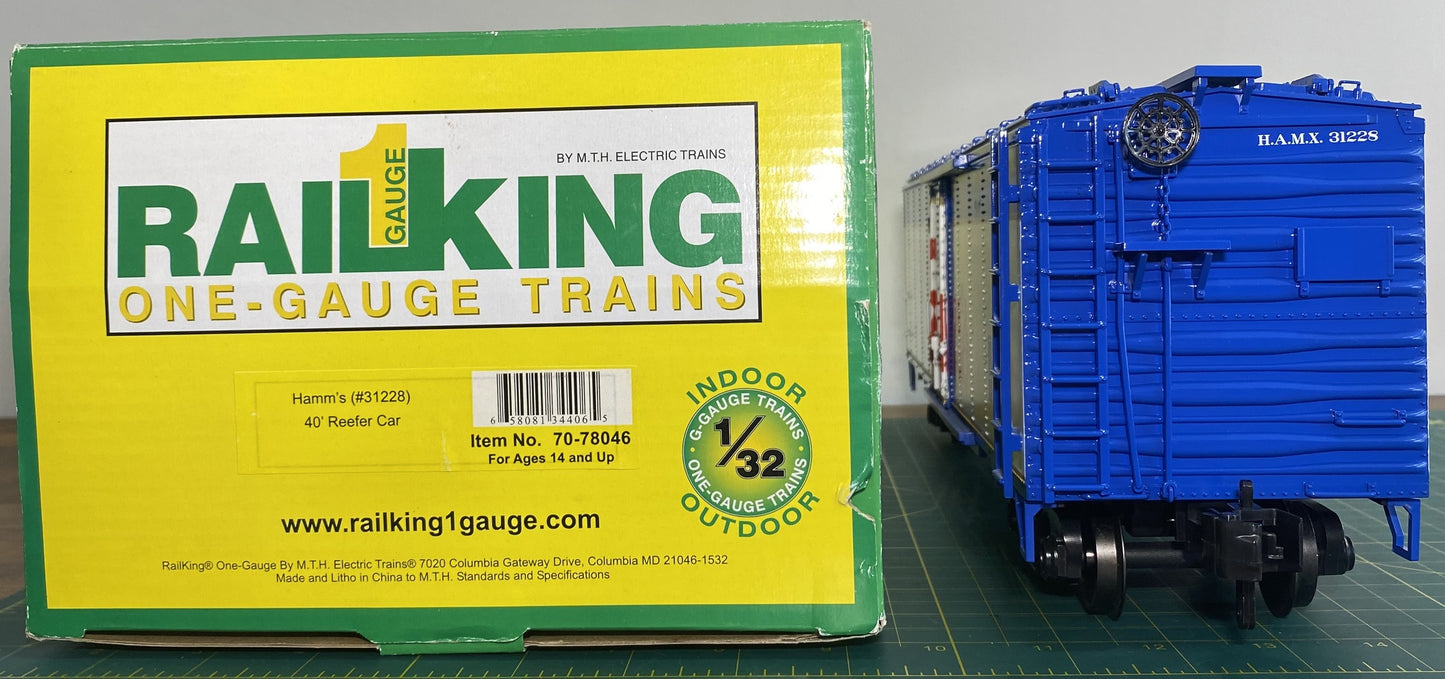 BY M.T.H. ELECTRIC TRAINS
RAILKING
1 GAUGE
ONE-GAUGE TRAINS
Hamm's (#31228)
40' Reefer Car
6 58081 34406 5
Item No. 70-78046
For Ages 14 and Up
INDOOR
G-GAUGE TRAINS
1/32
ONE-GAUGE TRAINS
OUTDOOR
www.railking1gauge.com
RailKing® One-Gauge By M.T.H. Electric Trains® 7020 Columbia Gateway Drive, Columbia MD 21046-1532
Made and Litho in China to M.T.H. Standards and Specifications
H.A.M.X. 31228